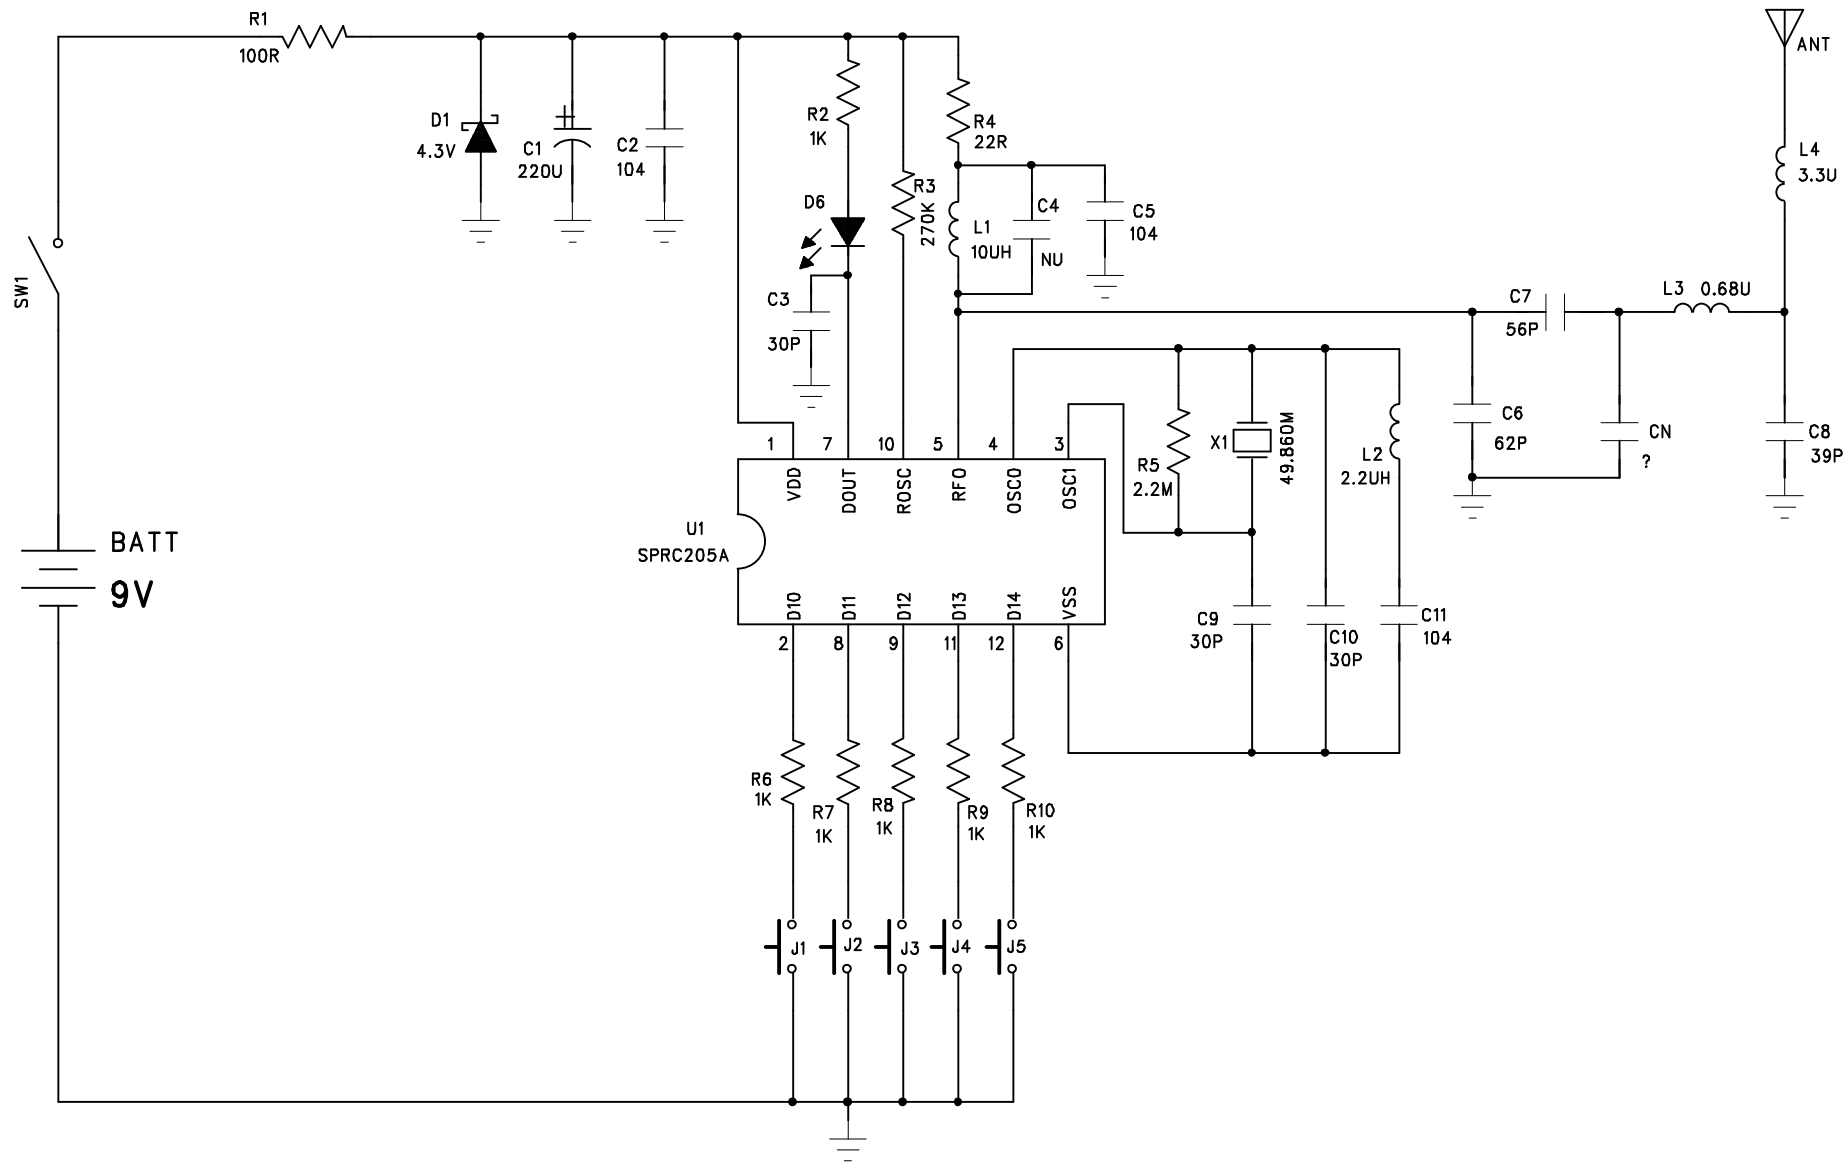 R1
100R
ANT
D1
4.3V
C1
220U
C2
104
R2
1K
R4
22R
L4
3.3U
D6
R3
270K
C4
NU
L1
10UH
C5
104
SW1
C3
30P
C7
56P
L3 0.68U
1 7 10 5 4 3
VDD DOUT ROSC RFO OSCO OSC1
U1
SPRC205A
R5
2.2M
X1
49.860M
L2
2.2UH
C6
62P
CN
?
C8
39P
BATT
9V
D10 D11 D12 D13 D14 VSS
2 8 9 11 12 6
C9
30P
C10
30P
C11
104
R6
1K
R7
1K
R8
1K
R9
1K
R10
1K
J1 J2 J3 J4 J5